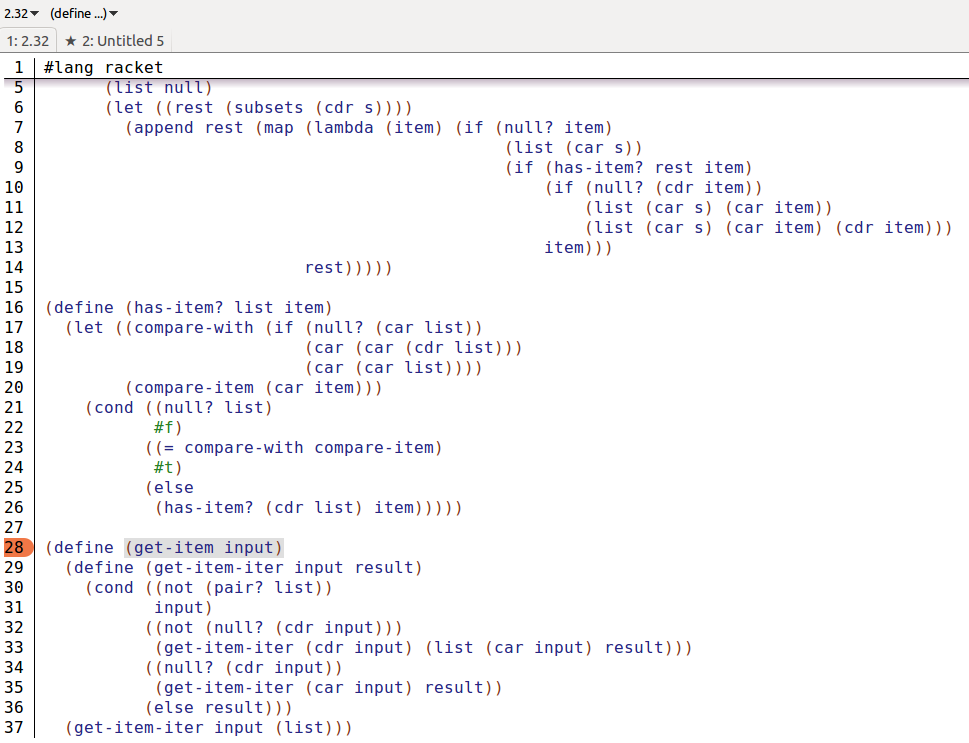 2.32▾ (define ...)▾
1: 2.32 ★ 2: Untitled 5
1 #lang racket
5       (list null)
6       (let ((rest (subsets (cdr s))))
7         (append rest (map (lambda (item) (if (null? item)
8                                               (list (car s))
9                                               (if (has-item? rest item)
10                                                  (if (null? (cdr item))
11                                                      (list (car s) (car item))
12                                                      (list (car s) (car item) (cdr item)))
13                                                  item)))
14                           rest)))))
15
16 (define (has-item? list item)
17   (let ((compare-with (if (null? (car list))
18                           (car (car (cdr list)))
19                           (car (car list))))
20         (compare-item (car item)))
21     (cond ((null? list)
22            #f)
23           ((= compare-with compare-item)
24            #t)
25           (else
26            (has-item? (cdr list) item)))))
27
28 (define (get-item input)
29   (define (get-item-iter input result)
30     (cond ((not (pair? list))
31            input)
32           ((not (null? (cdr input)))
33            (get-item-iter (cdr input) (list (car input) result)))
34           ((null? (cdr input))
35            (get-item-iter (car input) result))
36           (else result)))
37   (get-item-iter input (list)))